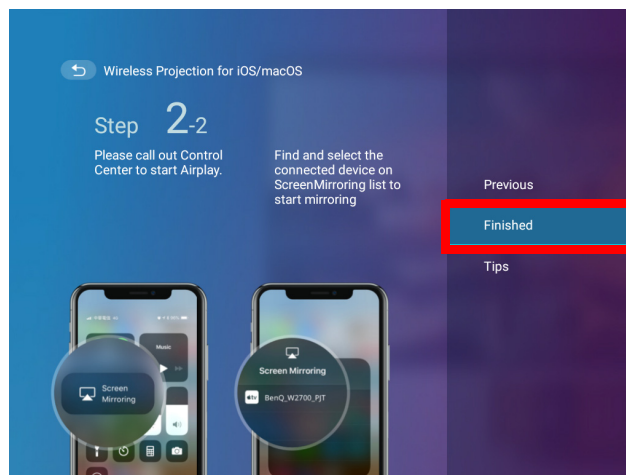 Wireless Projection for iOS/macOS
Step 2-2
Please call out Control
Center to start Airplay.
Find and select the
connected device on
ScreenMirroring list to
start mirroring
Previous
Finished
Tips
Music
Screen
Mirroring
Screen Mirroring
tv
BenQ_W2700_PJT